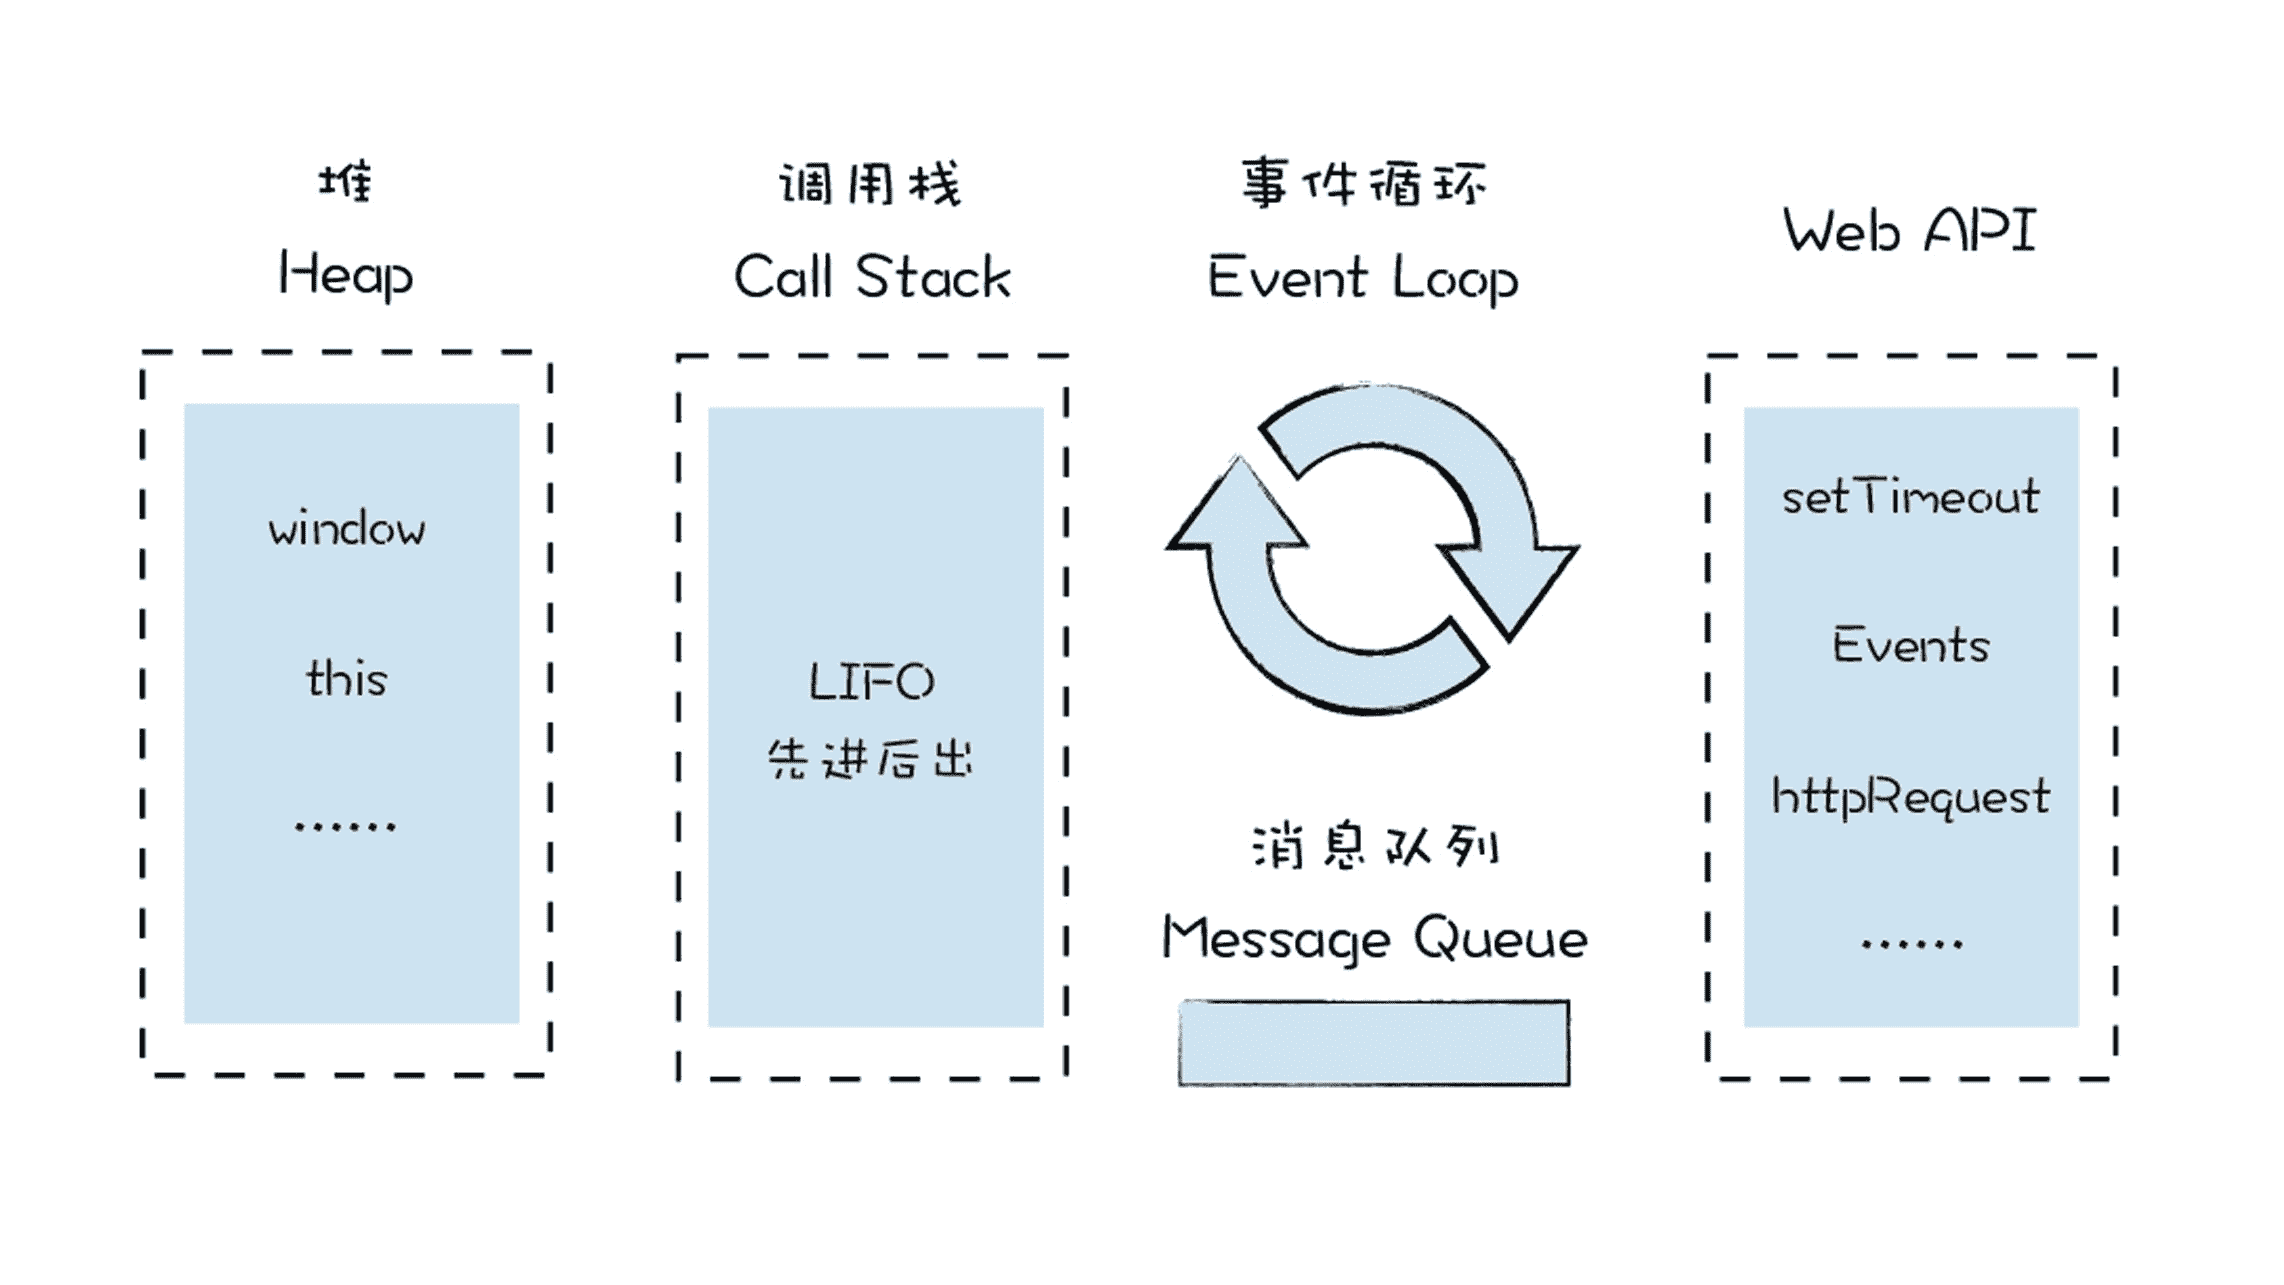 堆
Heap
window
this
......
调用栈
Call Stack
LIFO
先进后出
事件循环
Event Loop
消息队列
Message Queue
Web API
setTimeout
Events
httpRequest
......